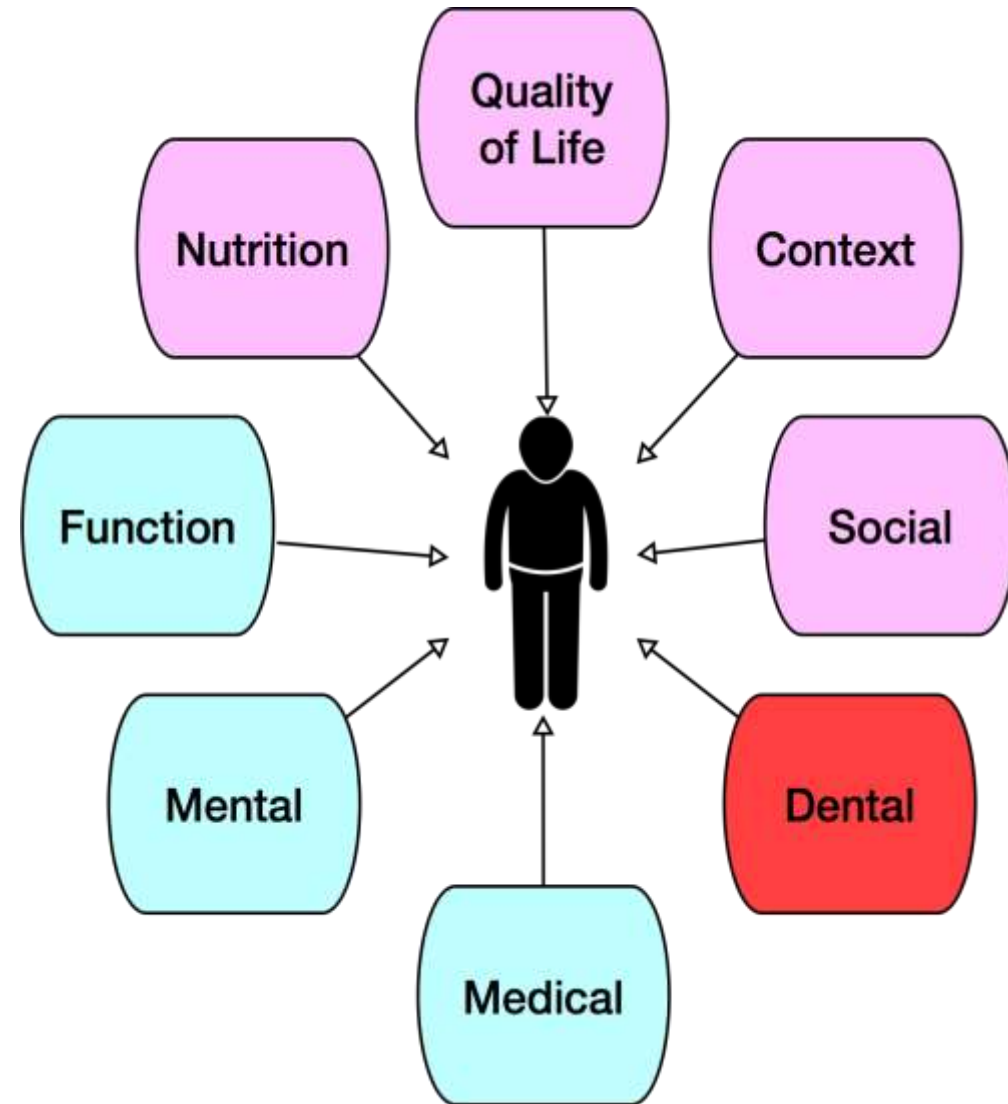 Quality
of Life
Nutrition
Context
Function
Social
Mental
Dental
Medical